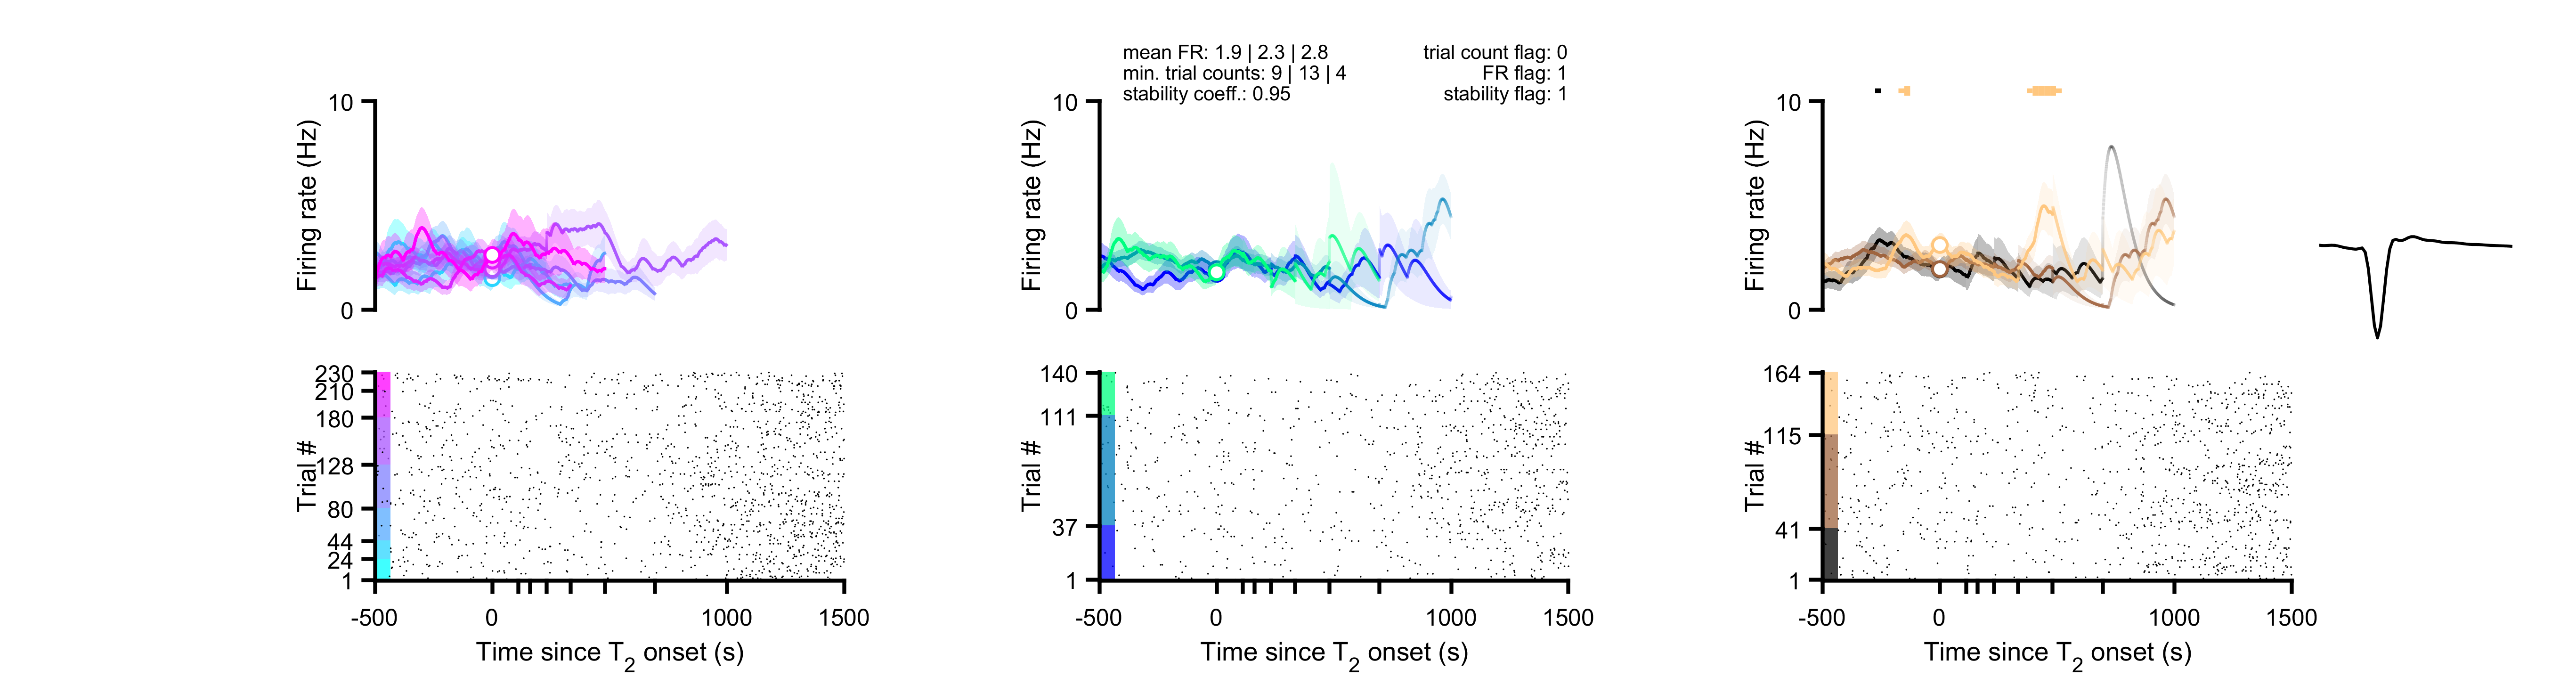 mean FR: 1.9 | 2.3 | 2.8
min. trial counts: 9 | 13 | 4
stability coeff.: 0.95
trial count flag: 0
FR flag: 1
stability flag: 1
10
0
Firing rate (Hz)
10
0
Firing rate (Hz)
10
0
Firing rate (Hz)
230
210
180
128
80
44
24
1
Trial #
-500
0
1000
1500
Time since T2 onset (s)
140
111
37
1
Trial #
-500
0
1000
1500
Time since T2 onset (s)
164
115
41
1
Trial #
-500
0
1000
1500
Time since T2 onset (s)